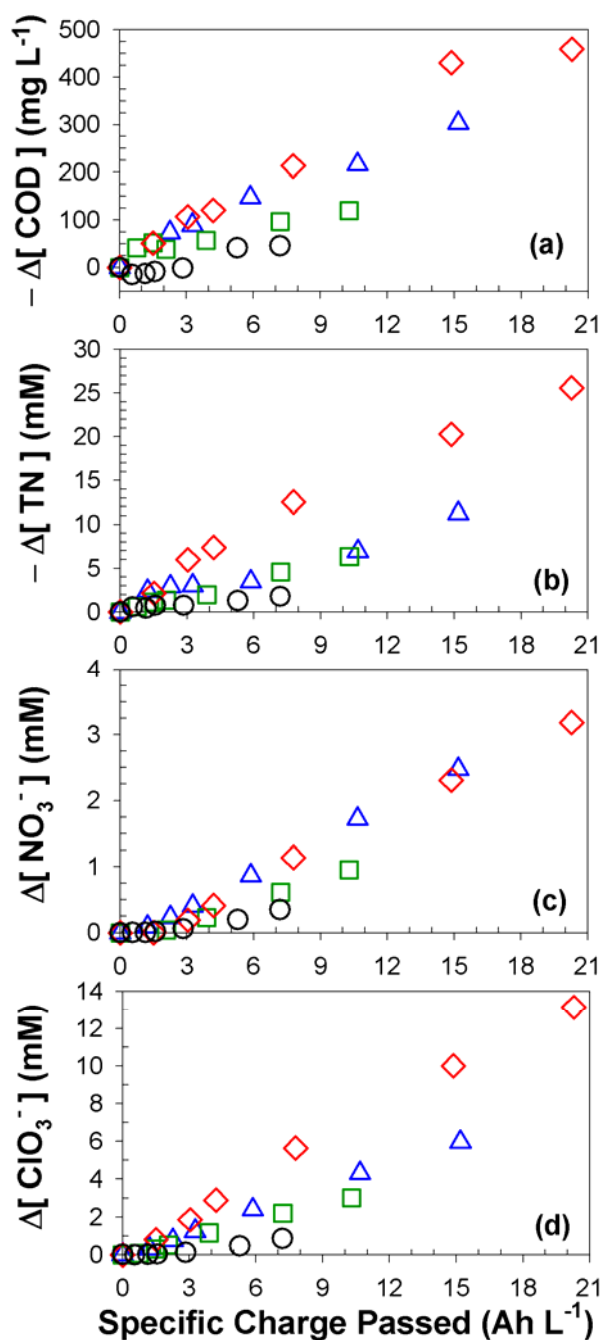 − Δ[ COD ] (mg L-1)
500
400
300
200
100
0
(a)
0 3 6 9 12 15 18 21
− Δ[ TN ] (mM)
30
25
20
15
10
5
0
(b)
0 3 6 9 12 15 18 21
Δ[ NO3- ] (mM)
4
3
2
1
0
(c)
0 3 6 9 12 15 18 21
Δ[ ClO3- ] (mM)
14
12
10
8
6
4
2
0
(d)
0 3 6 9 12 15 18 21
Specific Charge Passed (Ah L-1)